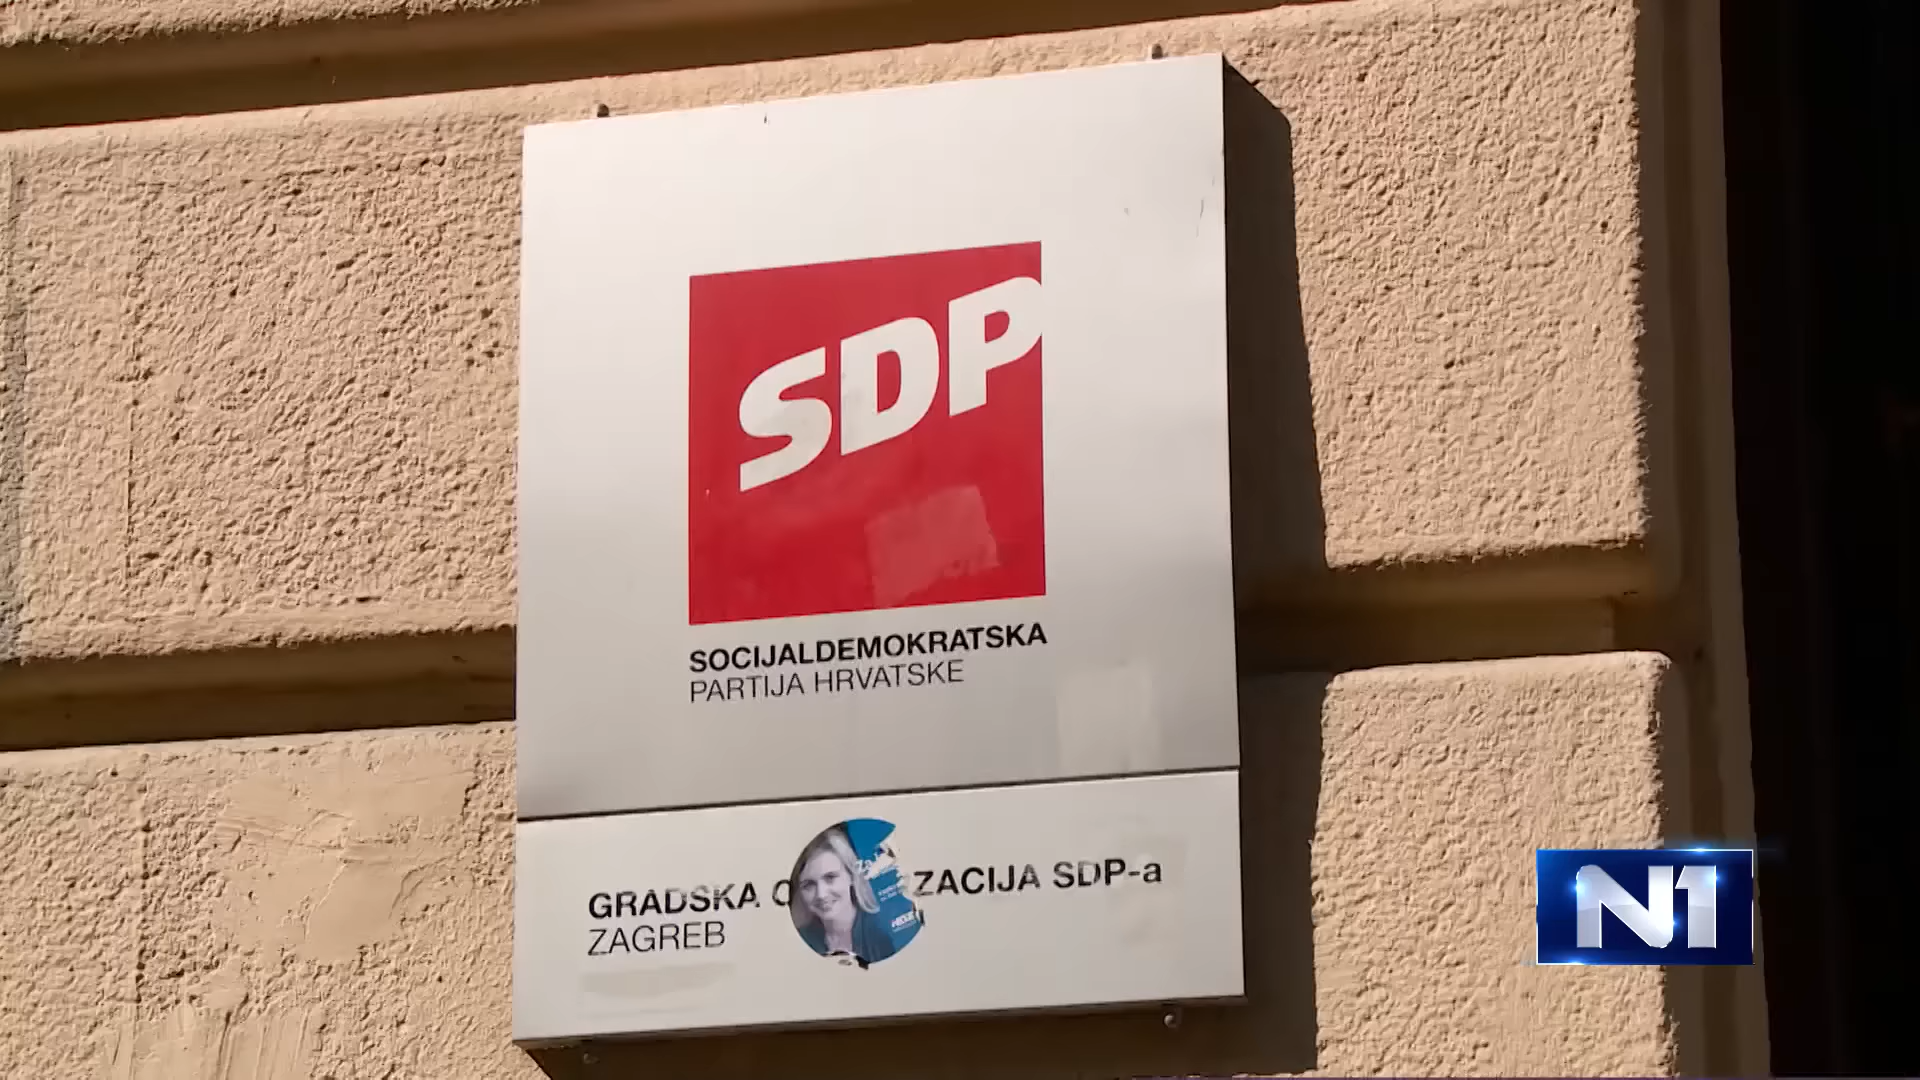 SDP
SOCIJALDEMOKRATSKA
PARTIJA HRVATSKE
GRADSKA O ZACIJA SDP-a
ZAGREB
N1